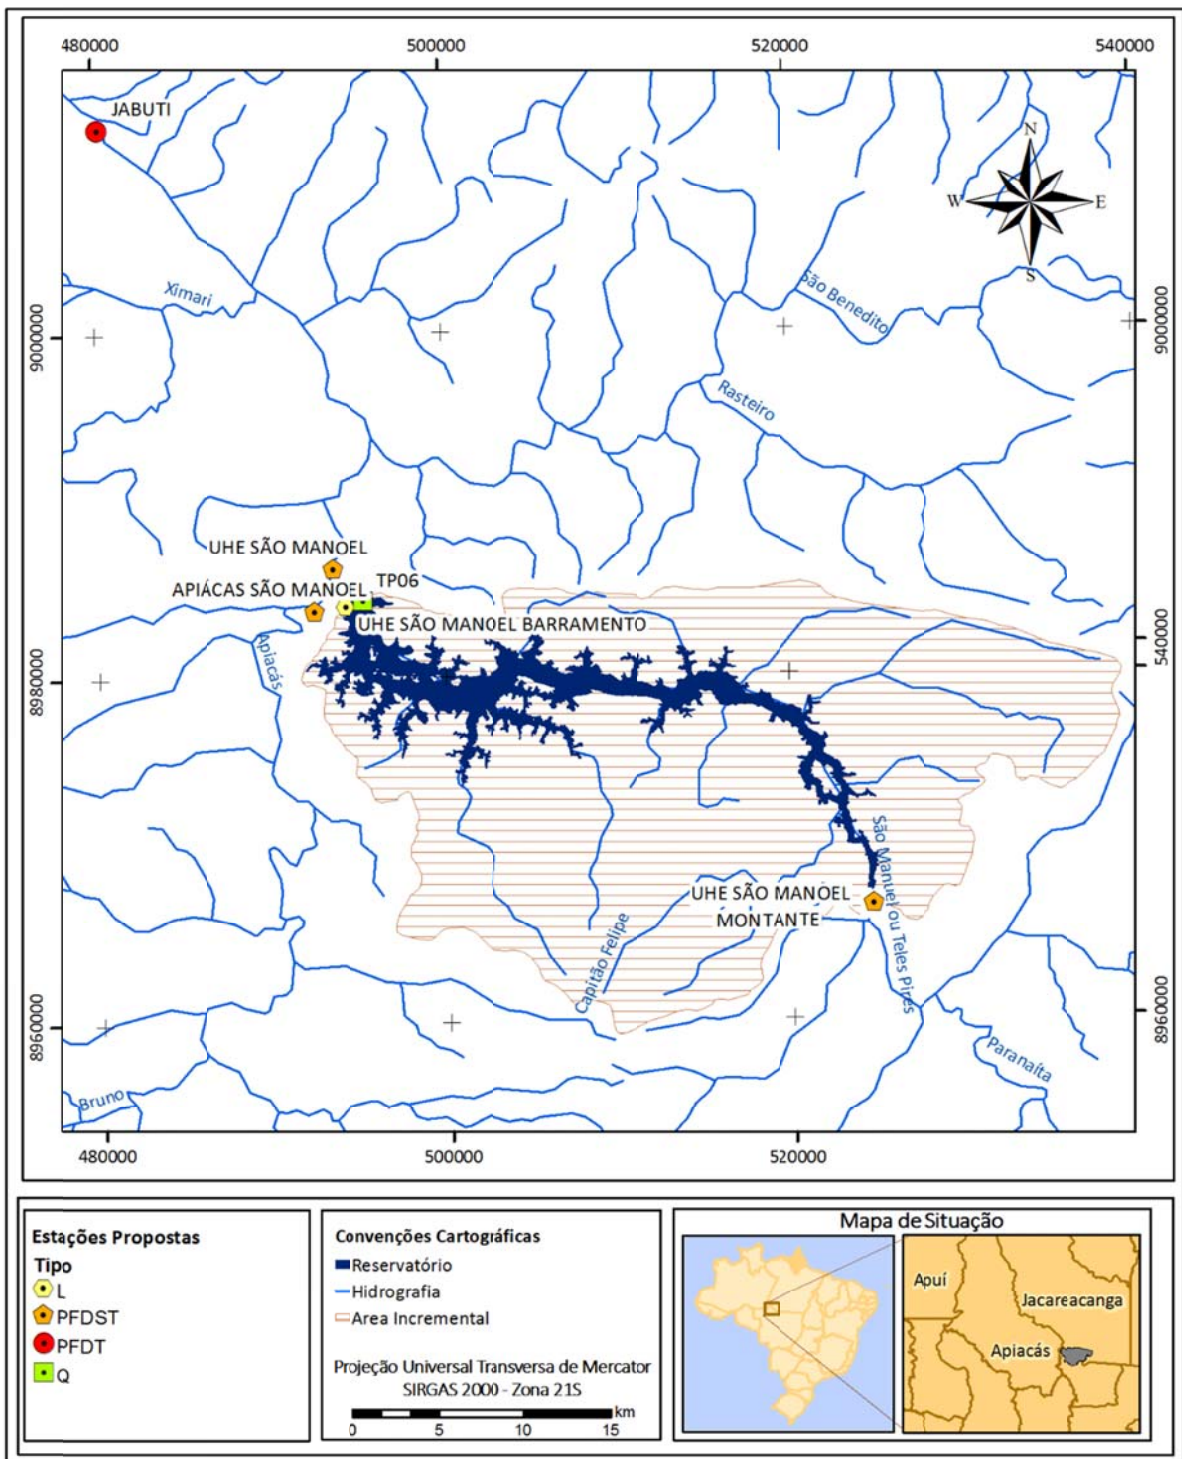 480000
500000
520000
540000
JABUTI
N
W
E
S
Ximari
São Benedito
9000000
9000000
Rasteiro
UHE SÃO MANOEL
APIÁCAS SÃO MANOEL
TP06
UHE SÃO MANOEL BARRAMENTO
Apiacás
540000
8980000
São Manuel ou Teles Pires
UHE SÃO MANOEL
MONTANTE
Capitão Felipe
8960000
8960000
Paranaíta
Bruno
480000
500000
520000
Estações Propostas
Tipo
L
PFDST
PFDT
Q
Convenções Cartográficas
Reservatório
Hidrografia
Area Incremental
Projeção Universal Transversa de Mercator
SIRGAS 2000 - Zona 21S
km
0 5 10 15
Mapa de Situação
Apuí
Jacareacanga
Apiacás